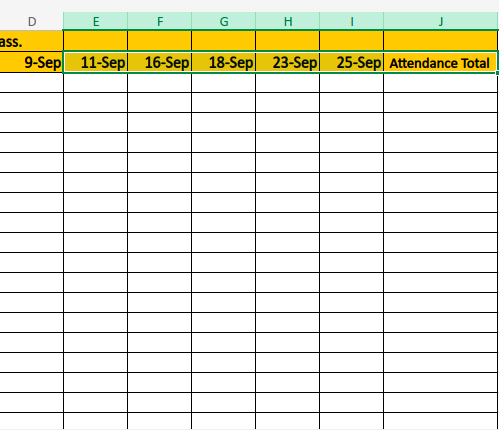 D E F G H I J
ass.
9-Sep 11-Sep 16-Sep 18-Sep 23-Sep 25-Sep Attendance Total